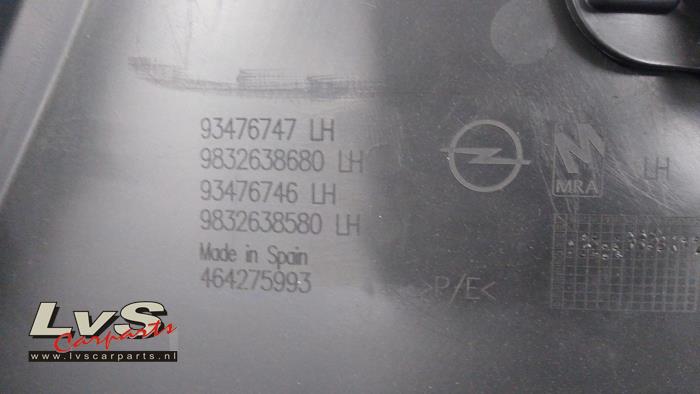 93476747 LH
9832638680 LH
93476746 LH
9832638580 LH
Made in Spain
464275993
MRA
LH
>P/E<
LvS
Carparts
www.lvscarparts.nl